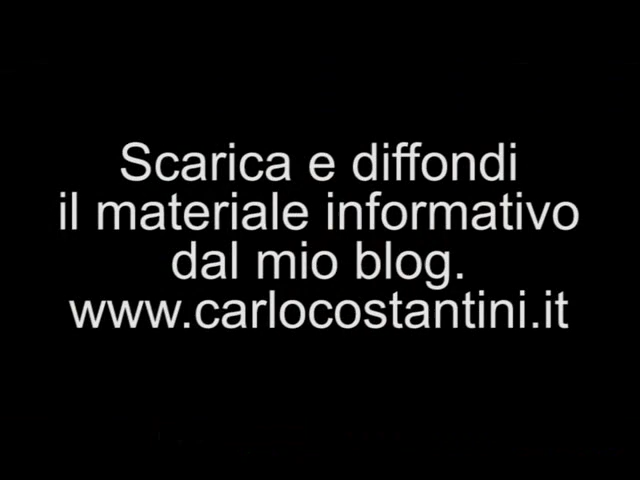 Scarica e diffondi
il materiale informativo
dal mio blog.
www.carlocostantini.it